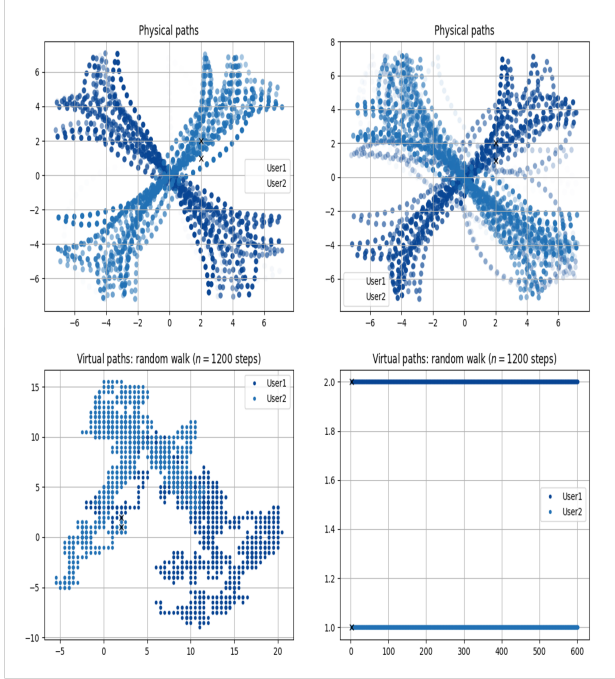 Physical paths
6
4
2
0
−2
−4
−6
−6 −4 −2 0 2 4 6
User1
User2
Physical paths
8
6
4
2
0
−2
−4
−6
−6 −4 −2 0 2 4 6
User1
User2
Virtual paths: random walk (n = 1200 steps)
15
10
5
0
−5
−10
−5 0 5 10 15 20
User1
User2
Virtual paths: random walk (n = 1200 steps)
2.0
1.8
1.6
1.4
1.2
1.0
0 100 200 300 400 500 600
User1
User2